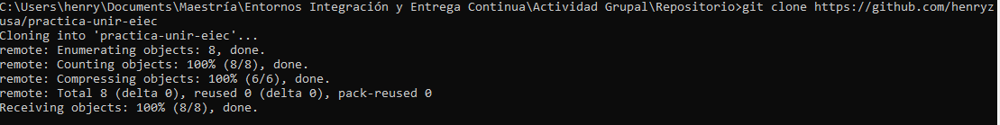 C:\Users\henry\Documents\Maestría\Entornos Integración y Entrega Continua\Actividad Grupal\Repositorio>git clone https://github.com/henryz
usa/practica-unir-eiec
Cloning into 'practica-unir-eiec'...
remote: Enumerating objects: 8, done.
remote: Counting objects: 100% (8/8), done.
remote: Compressing objects: 100% (6/6), done.
remote: Total 8 (delta 0), reused 0 (delta 0), pack-reused 0
Receiving objects: 100% (8/8), done.